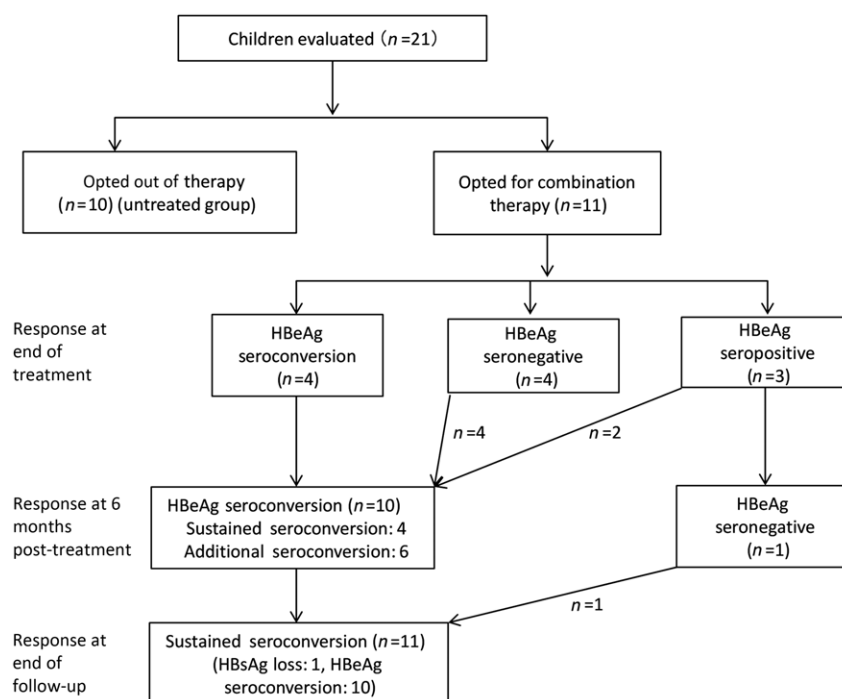 Children evaluated (n=21)
Opted out of therapy
(n=10) (untreated group)
Opted for combination
therapy (n=11)
Response at
end of
treatment
HBeAg
seroconversion
(n=4)
HBeAg
seronegative
(n=4)
HBeAg
seropositive
(n=3)
n=4
n=2
Response at 6
months
post-treatment
HBeAg seroconversion (n=10)
Sustained seroconversion: 4
Additional seroconversion: 6
HBeAg
seronegative
(n=1)
n=1
Response at
end of
follow-up
Sustained seroconversion (n=11)
(HBsAg loss: 1, HBeAg
seroconversion: 10)